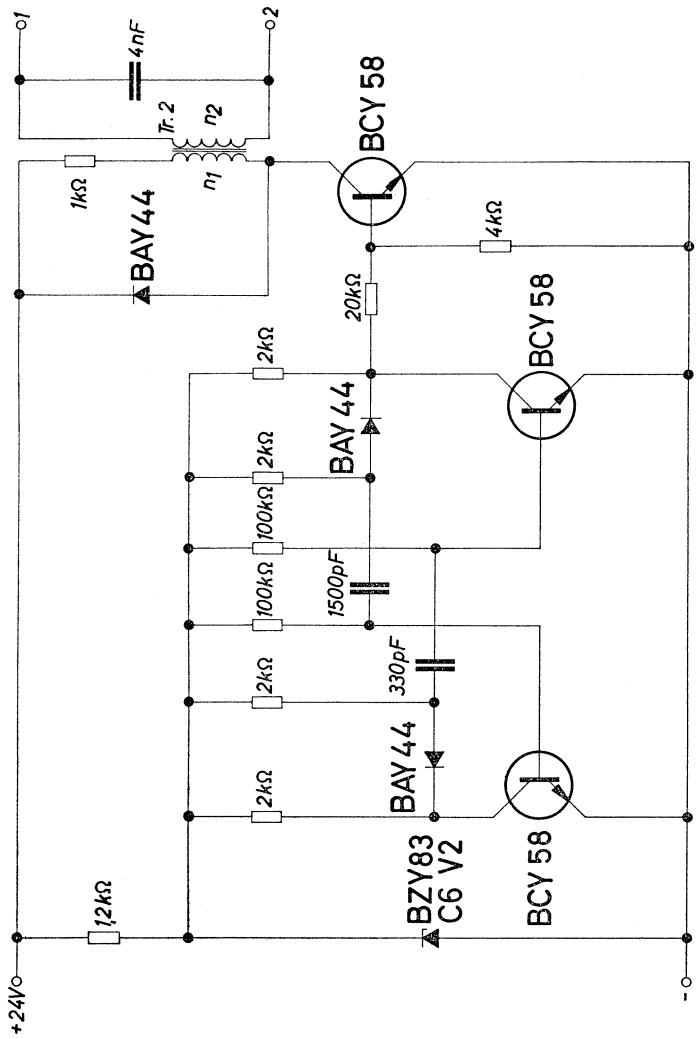 +24V
1,2kΩ
BZY83
C6 V2
-
2kΩ
BAY 44
BCY 58
2kΩ
330pF
100kΩ
1500pF
100kΩ
2kΩ
BAY 44
2kΩ
BCY 58
20kΩ
4kΩ
BAY 44
1kΩ
n1
Tr. 2
n2
BCY 58
4nF
1
2